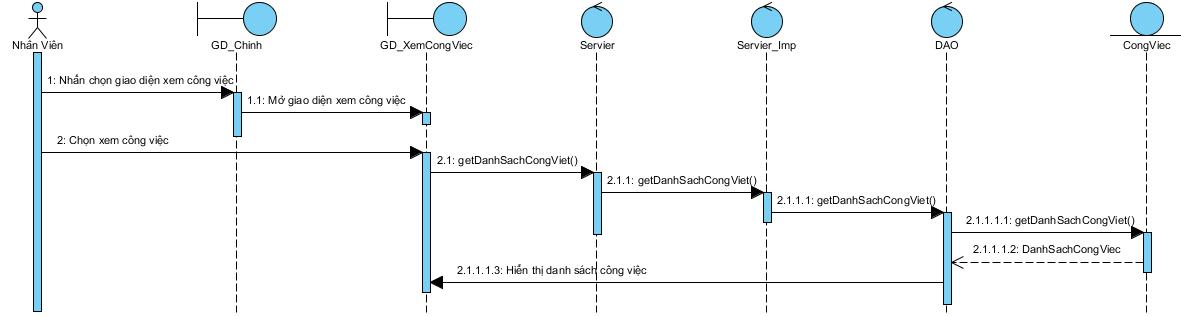 Nhân Viên
GD_Chinh
GD_XemCongViec
Servier
Servier_Imp
DAO
CongViec
1: Nhấn chọn giao diện xem công việc
1.1: Mở giao diện xem công việc
2: Chọn xem công việc
2.1: getDanhSachCongViet()
2.1.1: getDanhSachCongViet()
2.1.1.1: getDanhSachCongViet()
2.1.1.1.1: getDanhSachCongViet()
2.1.1.1.2: DanhSachCongViec
2.1.1.1.3: Hiển thị danh sách công việc